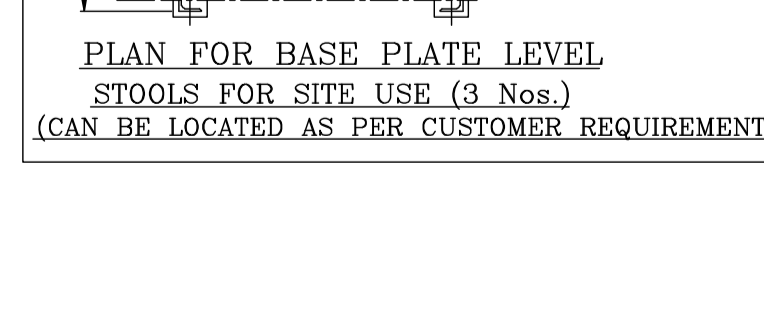 PLAN FOR BASE PLATE LEVEL
STOOLS FOR SITE USE (3 Nos.)
(CAN BE LOCATED AS PER CUSTOMER REQUIREMENT